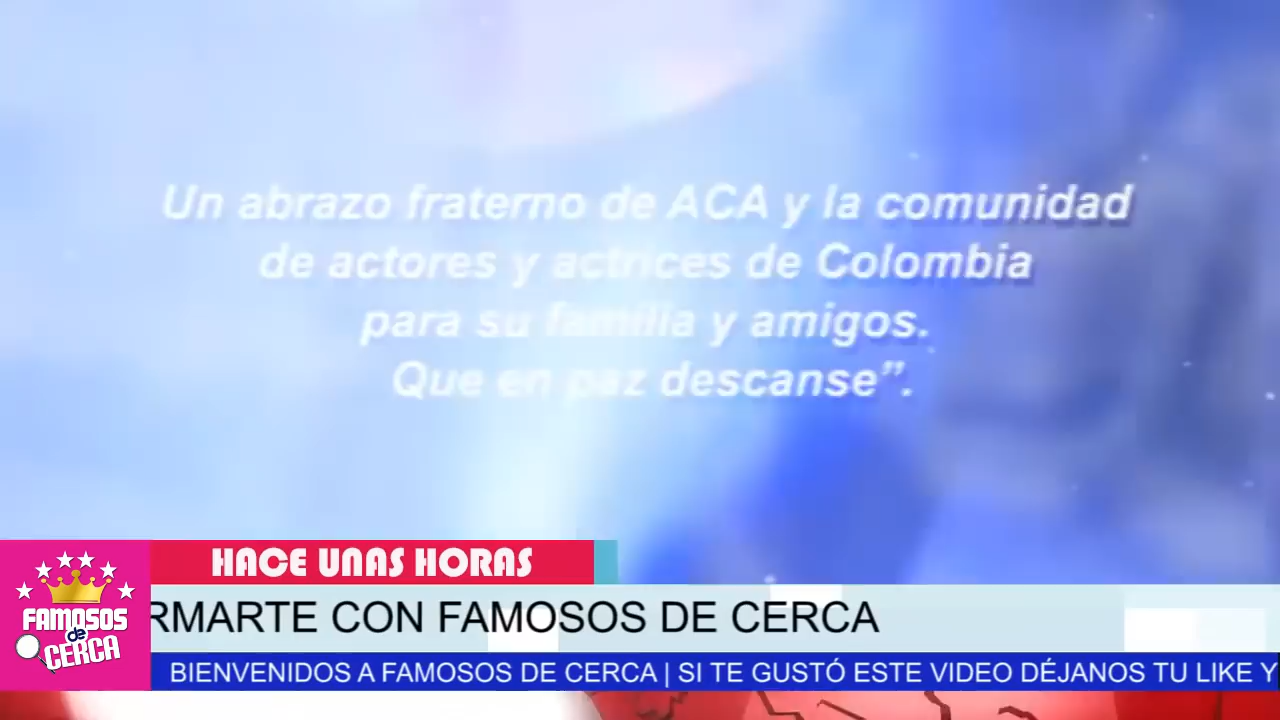 Un abrazo fraterno de ACA y la comunidad
de actores y actrices de Colombia
para su familia y amigos.
Que en paz descanse”.
HACE UNAS HORAS
RMARTE CON FAMOSOS DE CERCA
FAMOSOS
de
CERCA
BIENVENIDOS A FAMOSOS DE CERCA | SI TE GUSTÓ ESTE VIDEO DÉJANOS TU LIKE Y